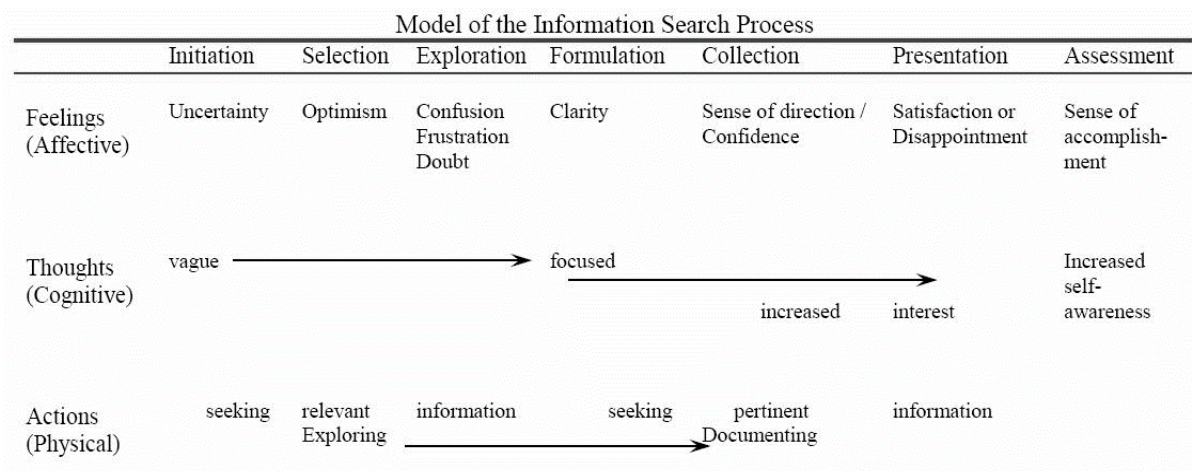 Model of the Information Search Process
Initiation Selection Exploration Formulation Collection Presentation Assessment
Feelings (Affective)
Uncertainty
Optimism
Confusion
Frustration
Doubt
Clarity
Sense of direction /
Confidence
Satisfaction or
Disappointment
Sense of
accomplish-
ment
Thoughts
(Cognitive)
vague
focused
increased interest
Increased
self-
awareness
Actions
(Physical)
seeking relevant information seeking pertinent information
Exploring Documenting